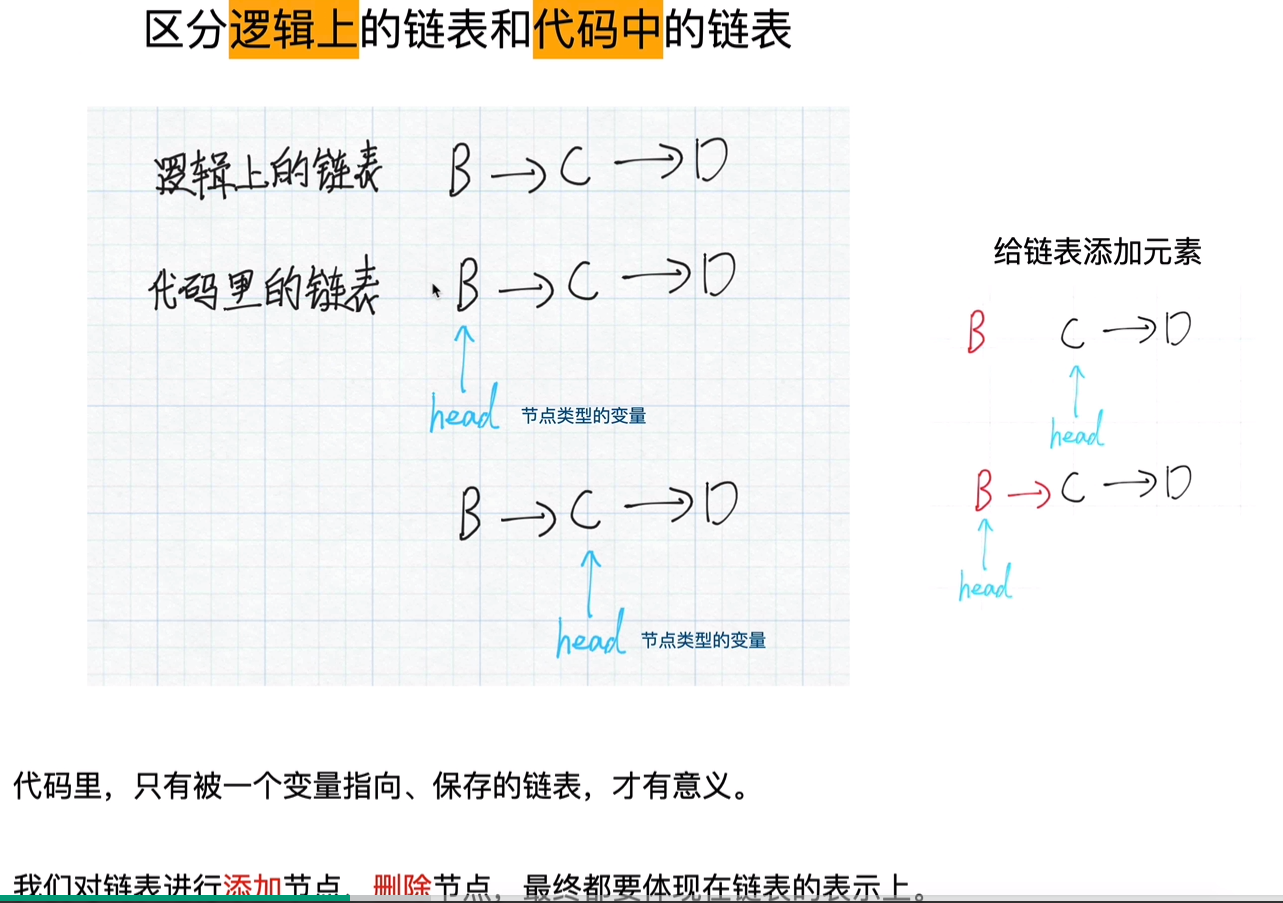 区分逻辑上的链表和代码中的链表
逻辑上的链表 B → C → D
代码里的链表 B → C → D
head 节点类型的变量
B → C → D
head 节点类型的变量
给链表添加元素
B C → D
head
B → C → D
head
代码里，只有被一个变量指向、保存的链表，才有意义。
我们对链表进行添加节点、删除节点，最终都要体现在链表的表示上。